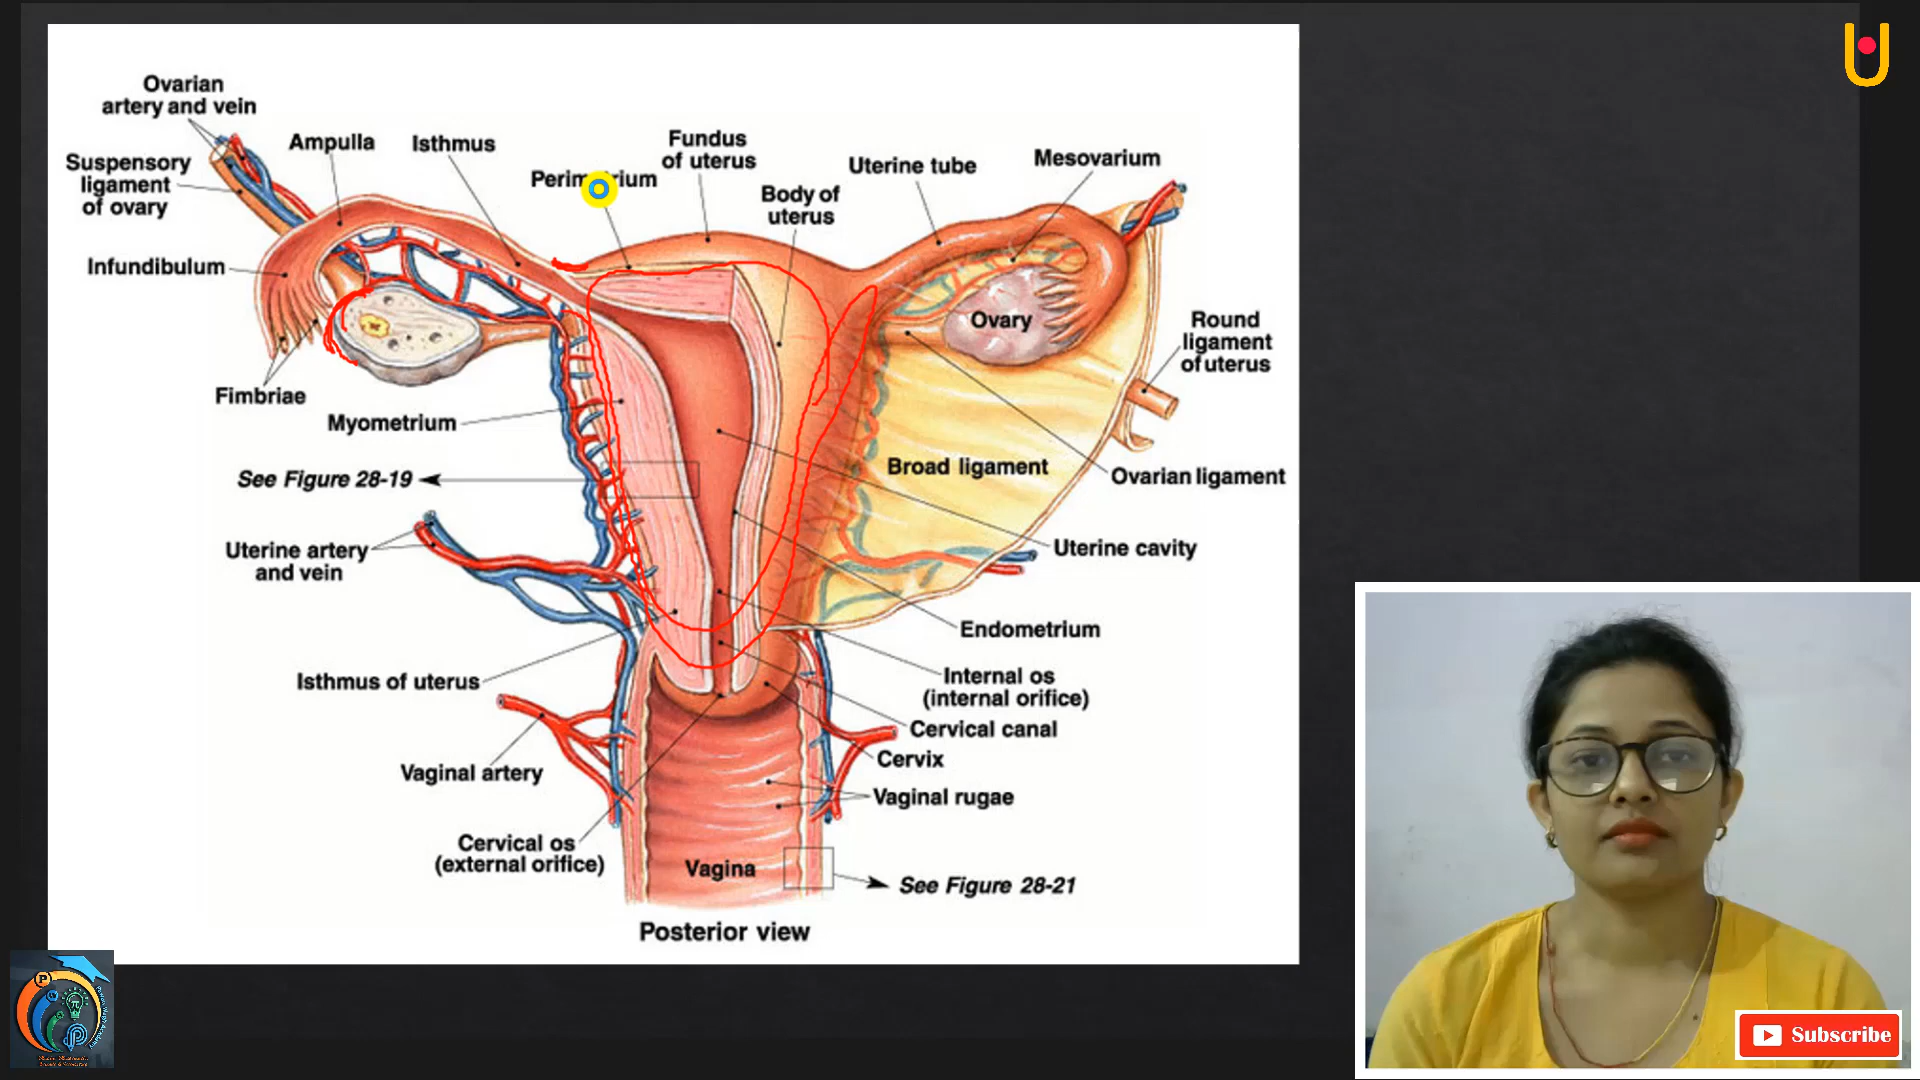 Ovarian
artery and vein
Suspensory
ligament
of ovary
Ampulla
Isthmus
Perimetrium
Fundus
of uterus
Body of
uterus
Uterine tube
Mesovarium
Infundibulum
Ovary
Round
ligament
of uterus
Fimbriae
Myometrium
See Figure 28-19
Broad ligament
Ovarian ligament
Uterine artery
and vein
Uterine cavity
Endometrium
Isthmus of uterus
Internal os
(internal orifice)
Cervical canal
Vaginal artery
Cervix
Vaginal rugae
Cervical os
(external orifice)
Vagina
See Figure 28-21
Posterior view
Subscribe